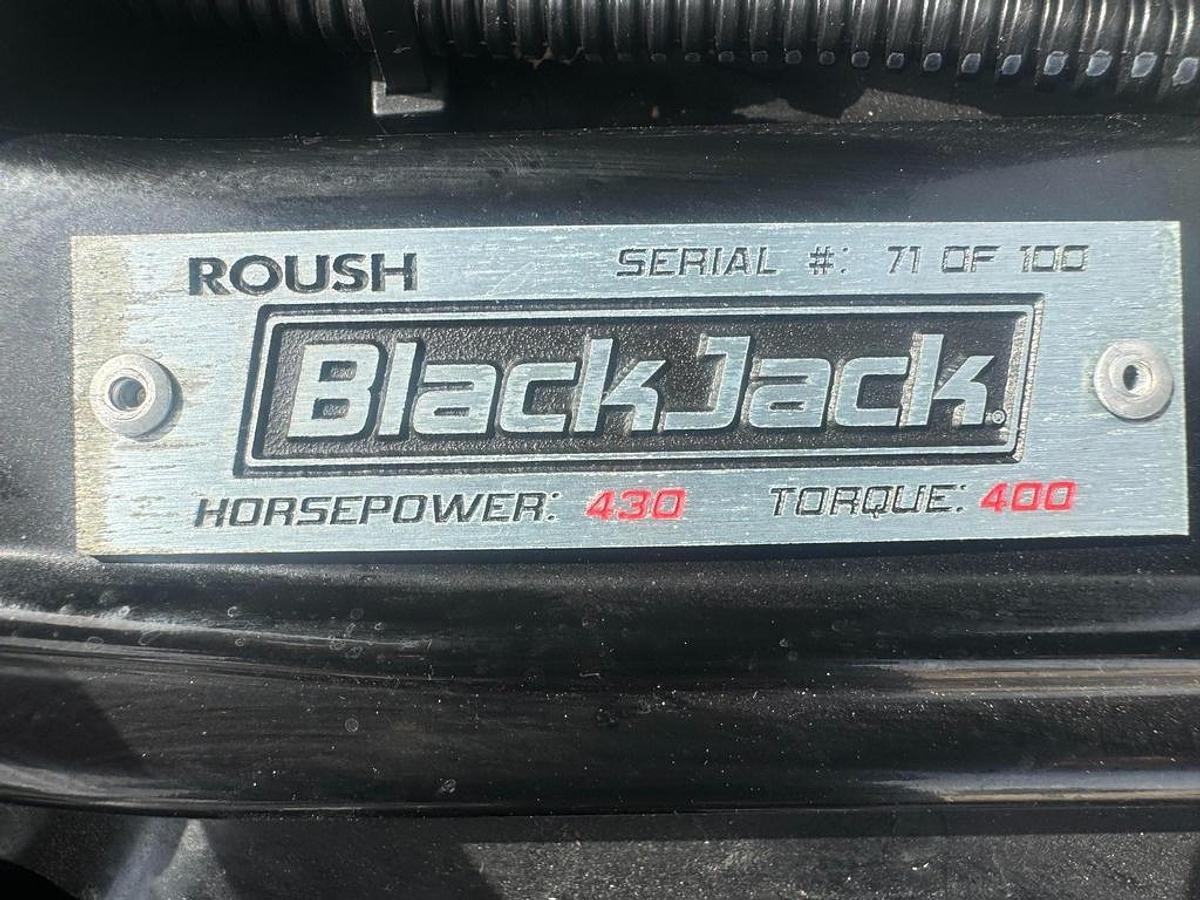 ROUSH SERIAL #: 71 OF 100
BlackJack®
HORSEPOWER: 430 TORQUE: 400